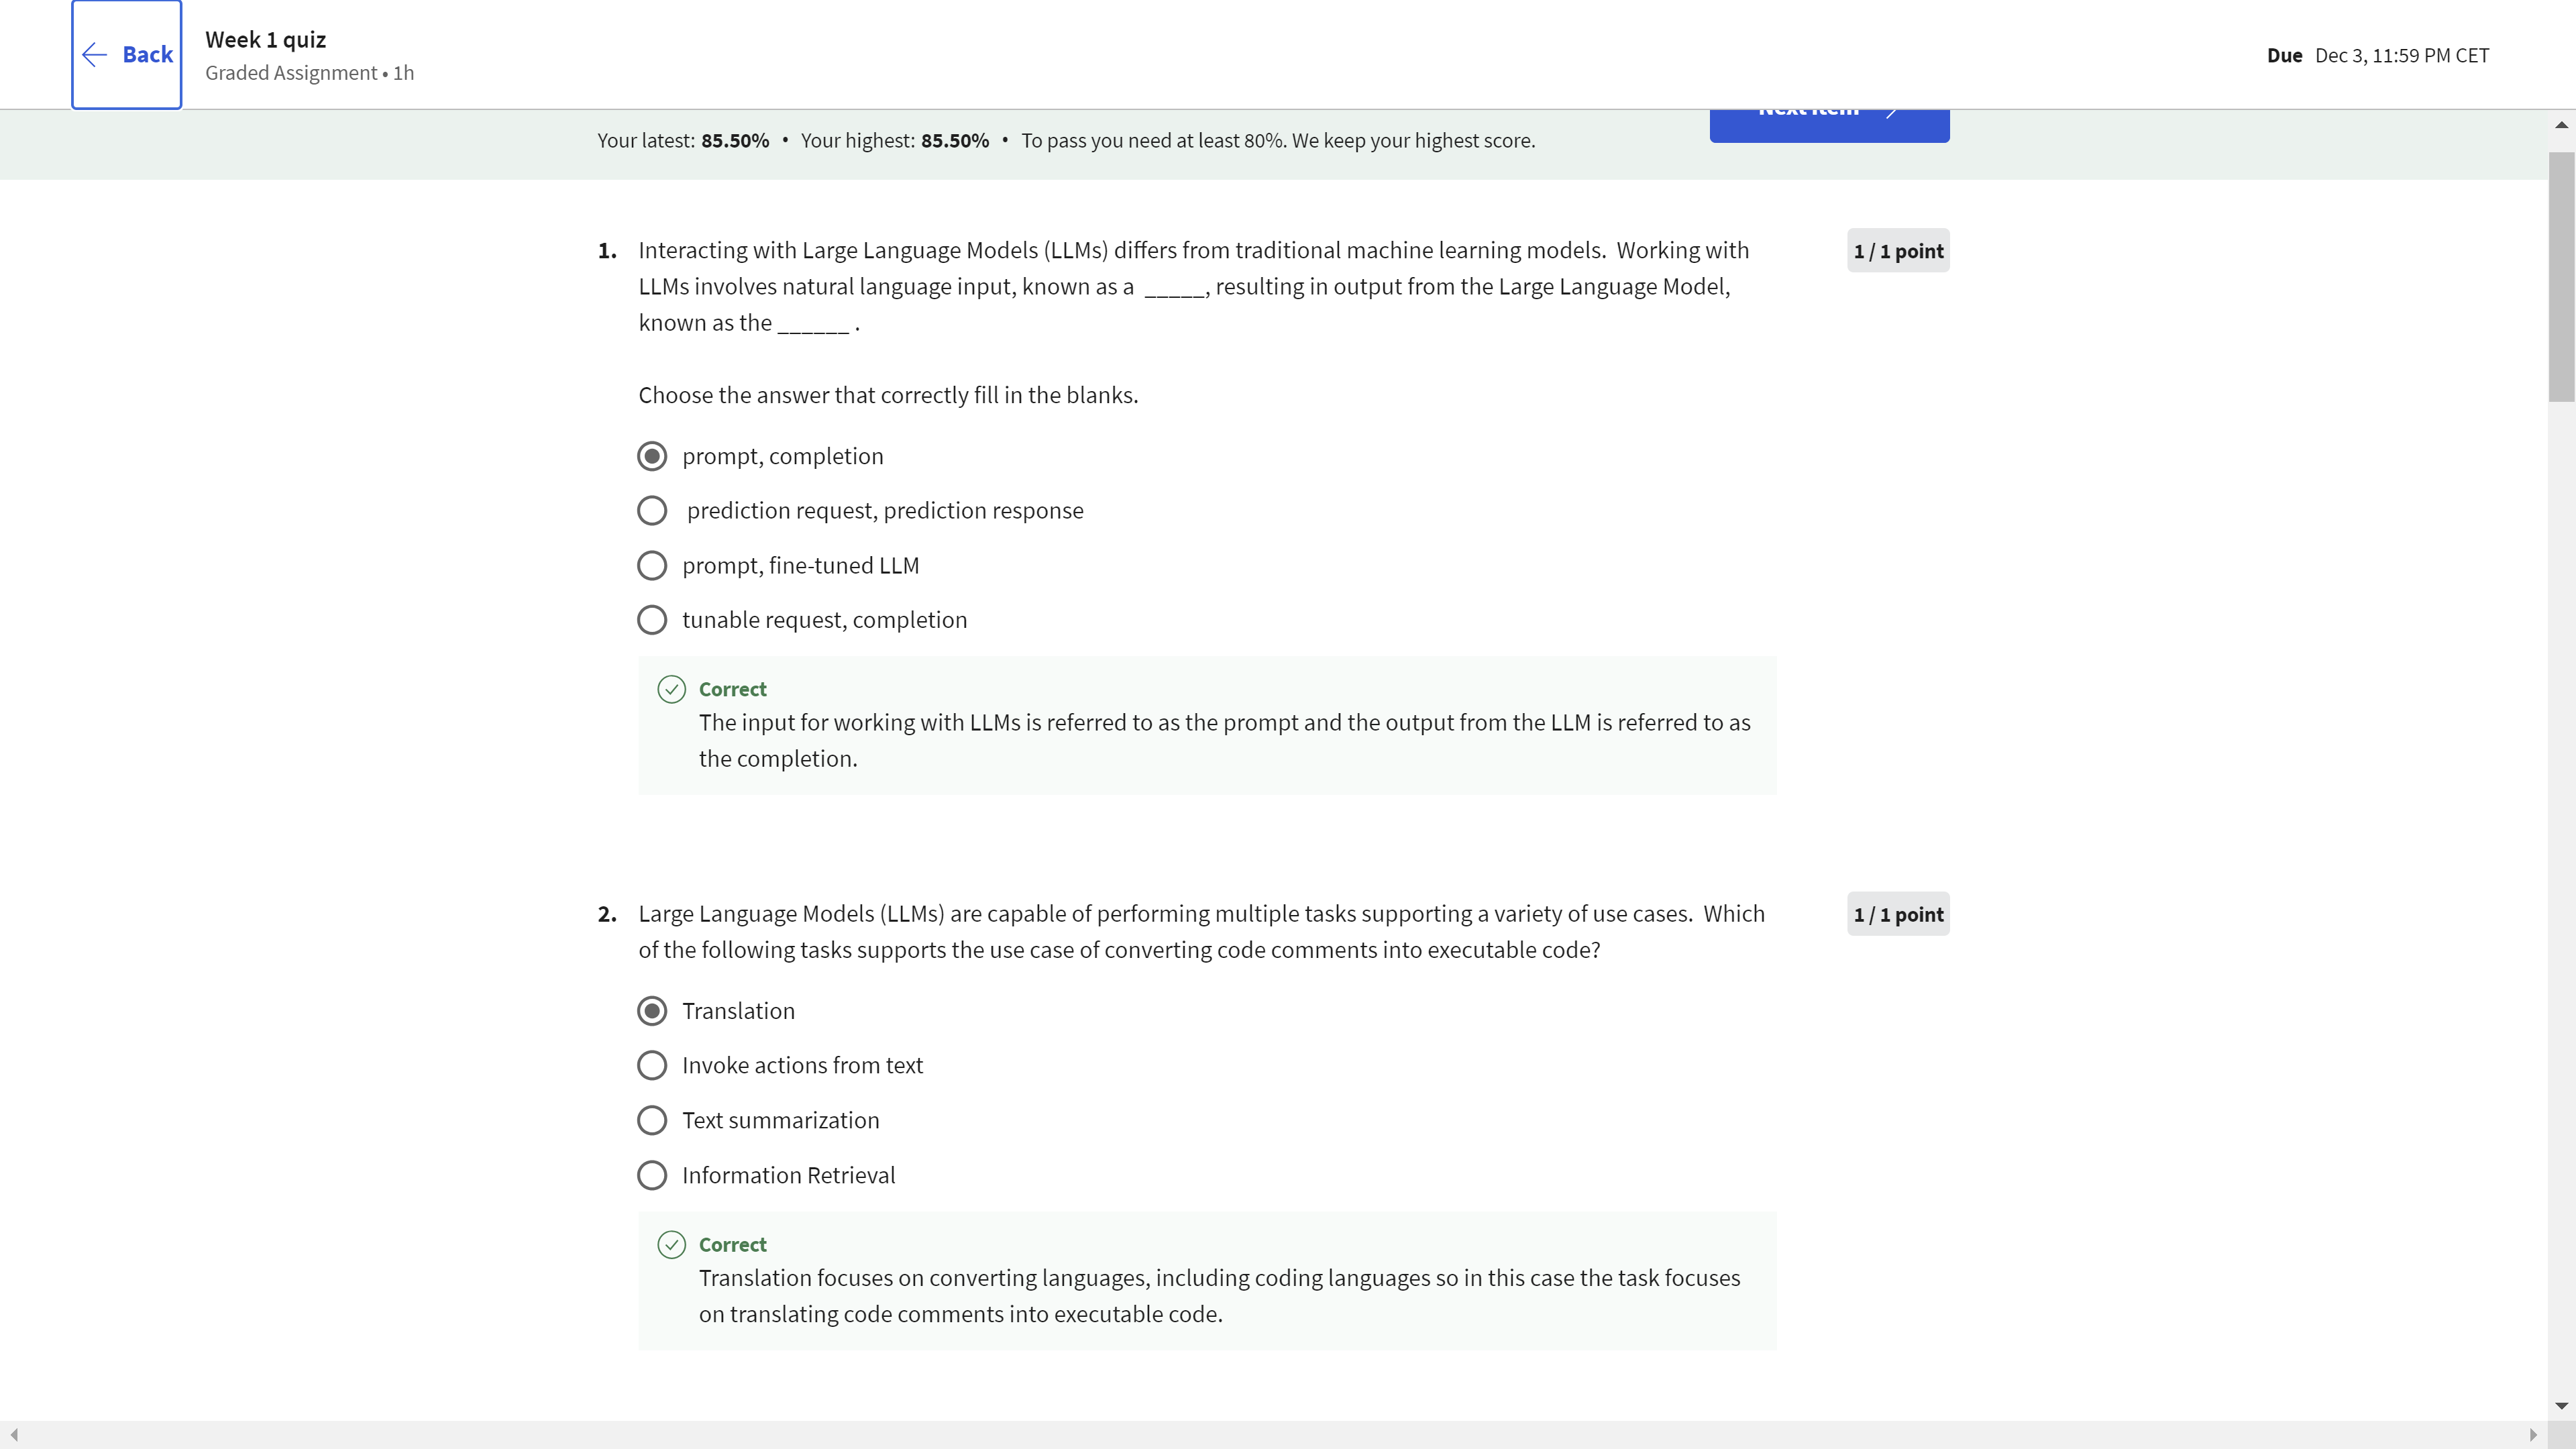 Back
Week 1 quiz
Graded Assignment • 1h
Due Dec 3, 11:59 PM CET
Next item
Your latest: 85.50% • Your highest: 85.50% • To pass you need at least 80%. We keep your highest score.
1. Interacting with Large Language Models (LLMs) differs from traditional machine learning models. Working with
1 / 1 point
LLMs involves natural language input, known as a _____, resulting in output from the Large Language Model,
known as the ______ .
Choose the answer that correctly fill in the blanks.
prompt, completion
prediction request, prediction response
prompt, fine-tuned LLM
tunable request, completion
Correct
The input for working with LLMs is referred to as the prompt and the output from the LLM is referred to as
the completion.
2. Large Language Models (LLMs) are capable of performing multiple tasks supporting a variety of use cases. Which
1 / 1 point
of the following tasks supports the use case of converting code comments into executable code?
Translation
Invoke actions from text
Text summarization
Information Retrieval
Correct
Translation focuses on converting languages, including coding languages so in this case the task focuses
on translating code comments into executable code.